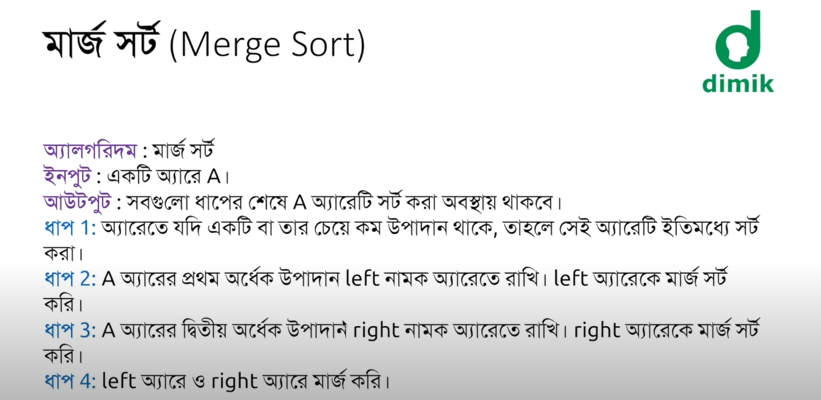 মার্জ সর্ট (Merge Sort)
dimik
অ্যালগরিদম : মার্জ সর্ট
ইনপুট : একটি অ্যারে A।
আউটপুট : সবগুলো ধাপের শেষে A অ্যারেটি সর্ট করা অবস্থায় থাকবে।
ধাপ 1: অ্যারেতে যদি একটি বা তার চেয়ে কম উপাদান থাকে, তাহলে সেই অ্যারেটি ইতিমধ্যে সর্ট
করা।
ধাপ 2: A অ্যারের প্রথম অর্ধেক উপাদান left নামক অ্যারেতে রাখি। left অ্যারেকে মার্জ সর্ট
করি।
ধাপ 3: A অ্যারের দ্বিতীয় অর্ধেক উপাদান right নামক অ্যারেতে রাখি। right অ্যারেকে মার্জ সর্ট
করি।
ধাপ 4: left অ্যারে ও right অ্যারে মার্জ করি।